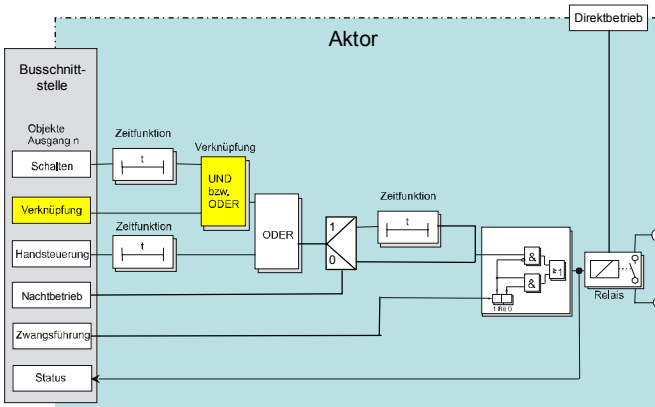 Direktbetrieb
Aktor
Busschnitt-
stelle
Objekte
Ausgang n
Zeitfunktion
Verknüpfung
Schalten
t
UND
bzw.
ODER
Verknüpfung
Zeitfunktion
Zeitfunktion
1
t
ODER
Handsteuerung
t
0
&
≥1
&
Nachtbetrieb
Relais
Zwangsführung
Status